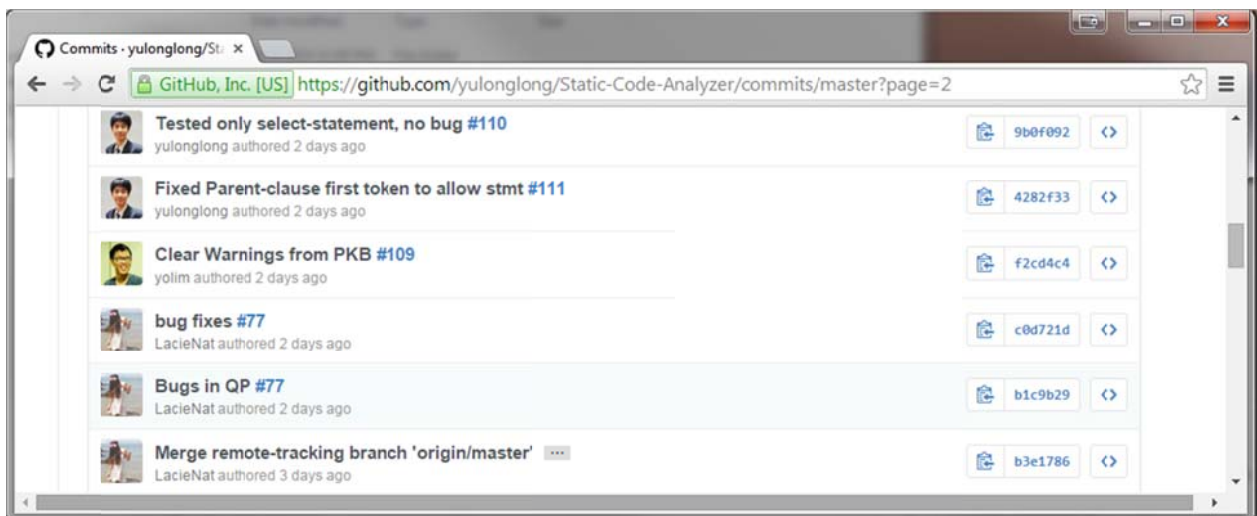 Commits · yulonglong/Sta
GitHub, Inc. [US] https://github.com/yulonglong/Static-Code-Analyzer/commits/master?page=2
Tested only select-statement, no bug #110
yulonglong authored 2 days ago
9b0f092
Fixed Parent-clause first token to allow stmt #111
yulonglong authored 2 days ago
4282f33
Clear Warnings from PKB #109
yolim authored 2 days ago
f2cd4c4
bug fixes #77
LacieNat authored 2 days ago
c0d721d
Bugs in QP #77
LacieNat authored 2 days ago
b1c9b29
Merge remote-tracking branch 'origin/master' ...
LacieNat authored 3 days ago
b3e1786